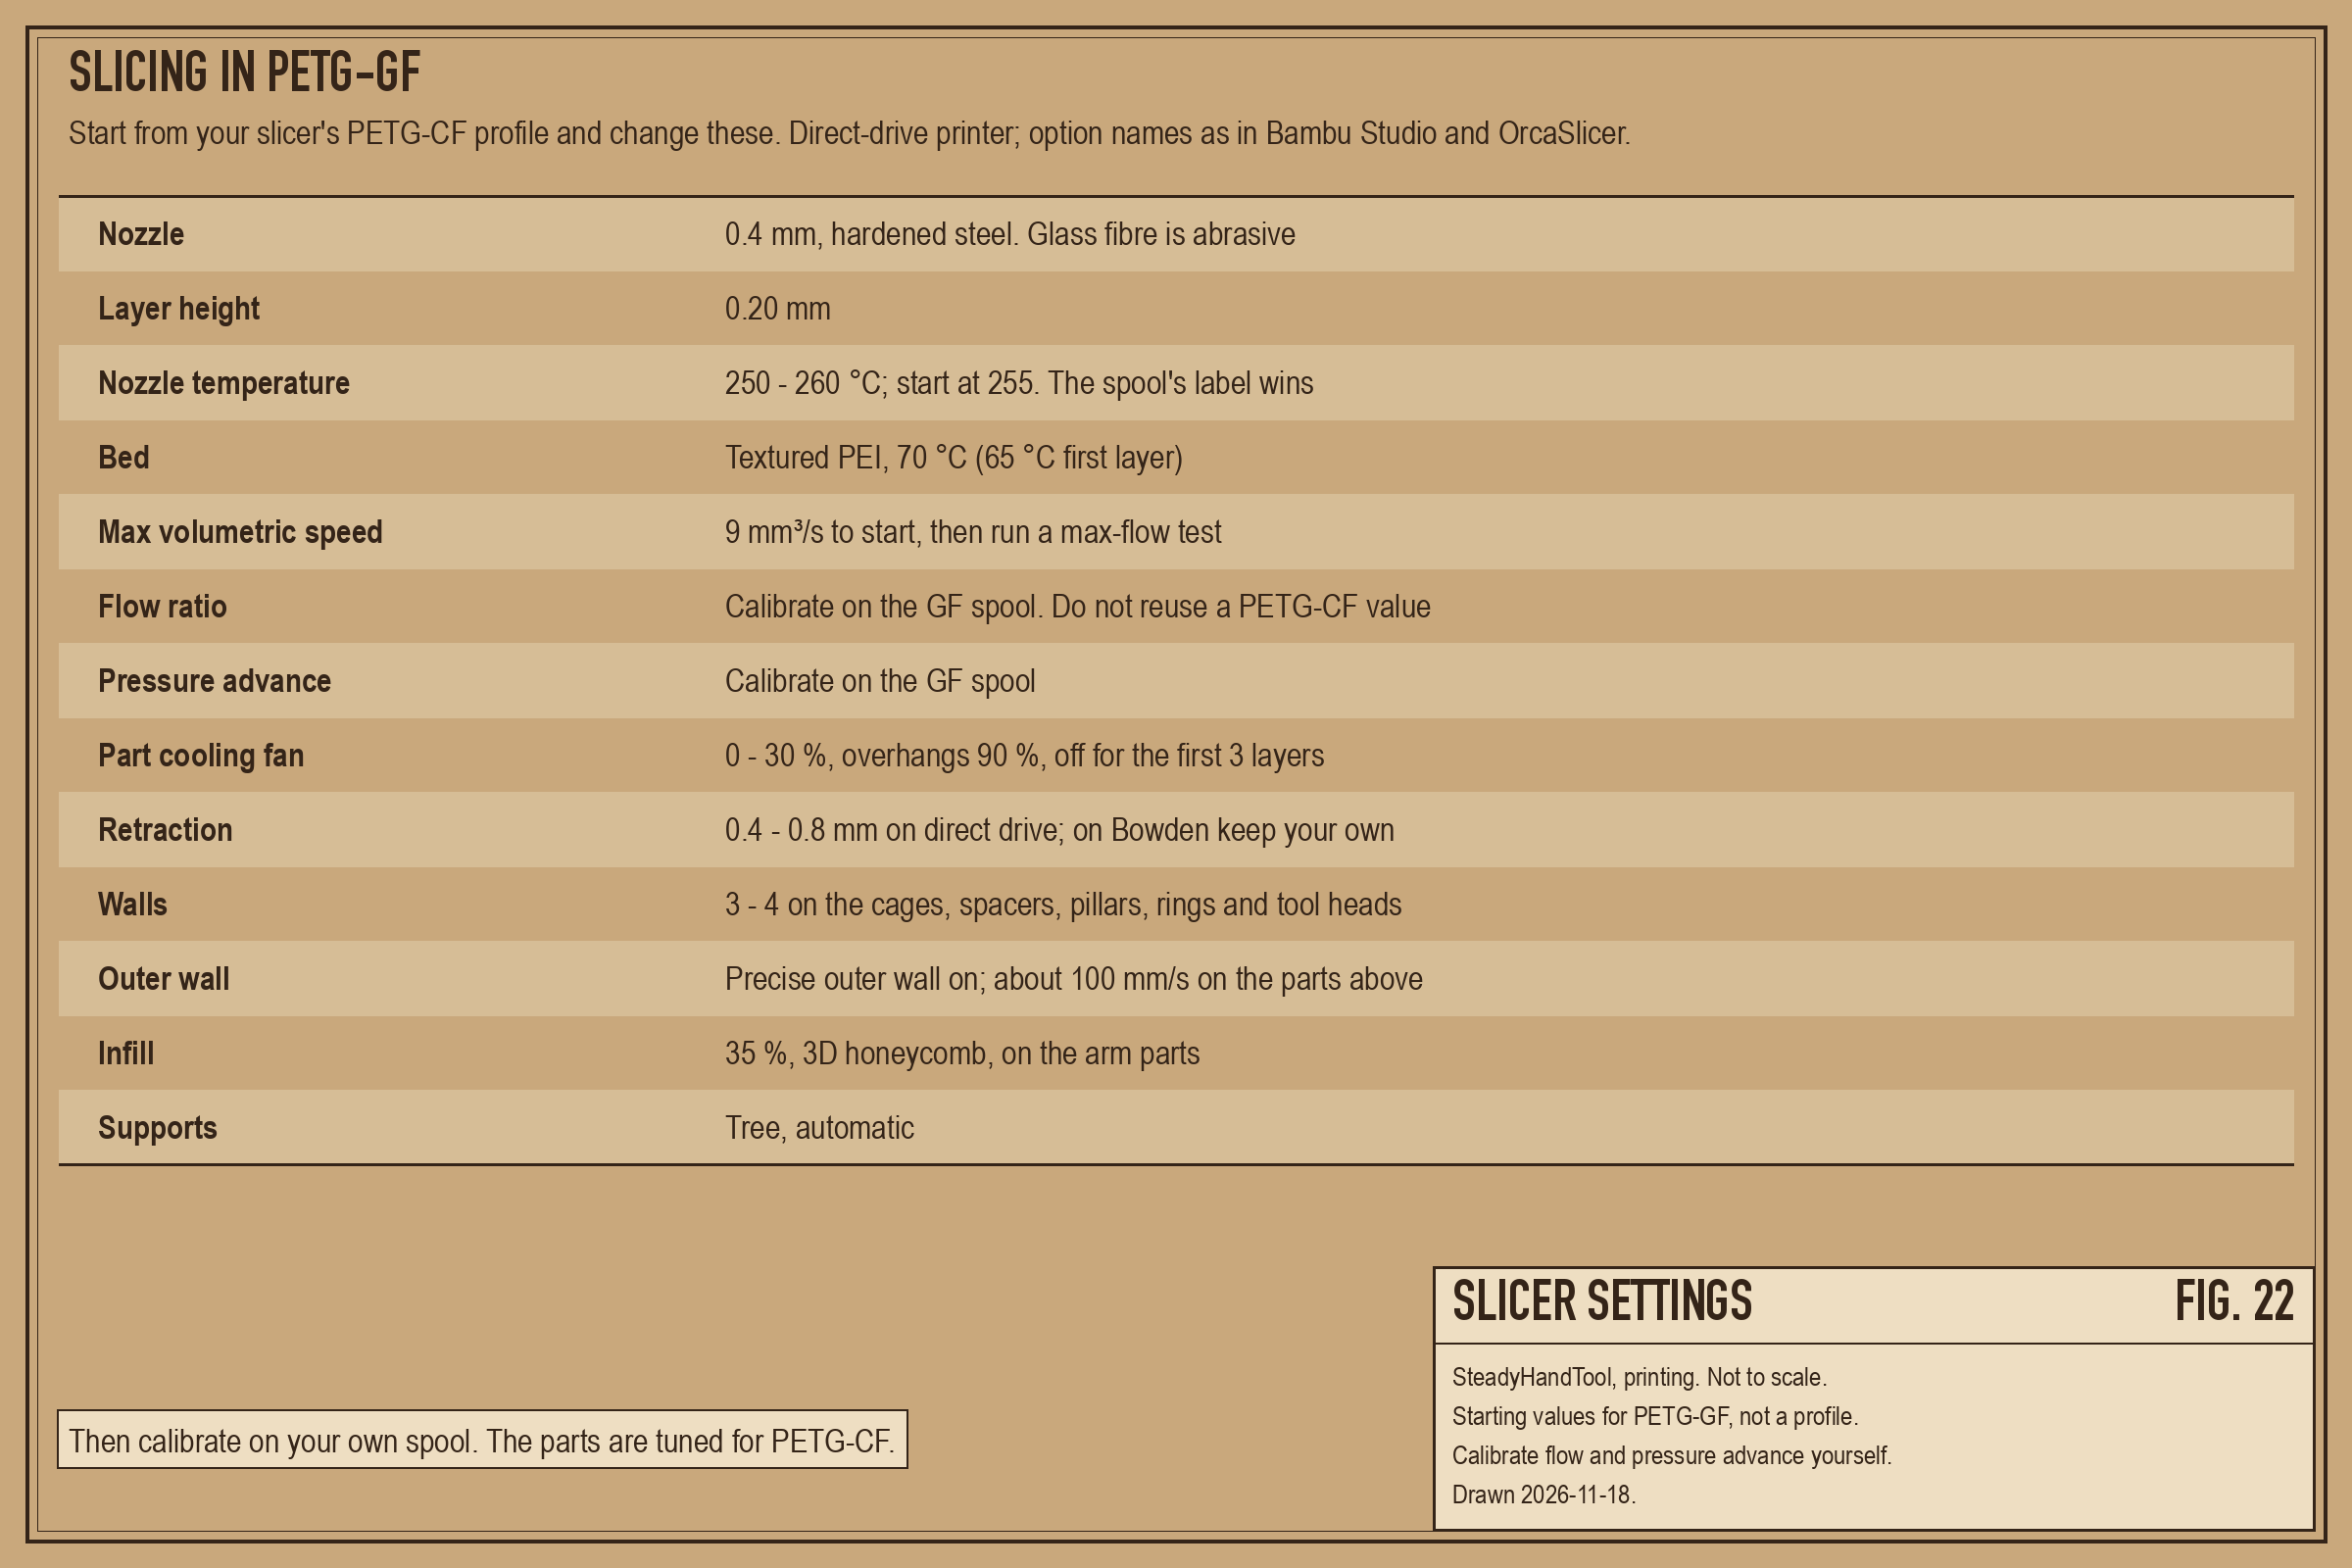 SLICING IN PETG-GF
Start from your slicer's PETG-CF profile and change these. Direct-drive printer; option names as in Bambu Studio and OrcaSlicer.
Nozzle 0.4 mm, hardened steel. Glass fibre is abrasive
Layer height 0.20 mm
Nozzle temperature 250 - 260 °C; start at 255. The spool's label wins
Bed Textured PEI, 70 °C (65 °C first layer)
Max volumetric speed 9 mm³/s to start, then run a max-flow test
Flow ratio Calibrate on the GF spool. Do not reuse a PETG-CF value
Pressure advance Calibrate on the GF spool
Part cooling fan 0 - 30 %, overhangs 90 %, off for the first 3 layers
Retraction 0.4 - 0.8 mm on direct drive; on Bowden keep your own
Walls 3 - 4 on the cages, spacers, pillars, rings and tool heads
Outer wall Precise outer wall on; about 100 mm/s on the parts above
Infill 35 %, 3D honeycomb, on the arm parts
Supports Tree, automatic
Then calibrate on your own spool. The parts are tuned for PETG-CF.
SLICER SETTINGS FIG. 22
SteadyHandTool, printing. Not to scale.
Starting values for PETG-GF, not a profile.
Calibrate flow and pressure advance yourself.
Drawn 2026-11-18.